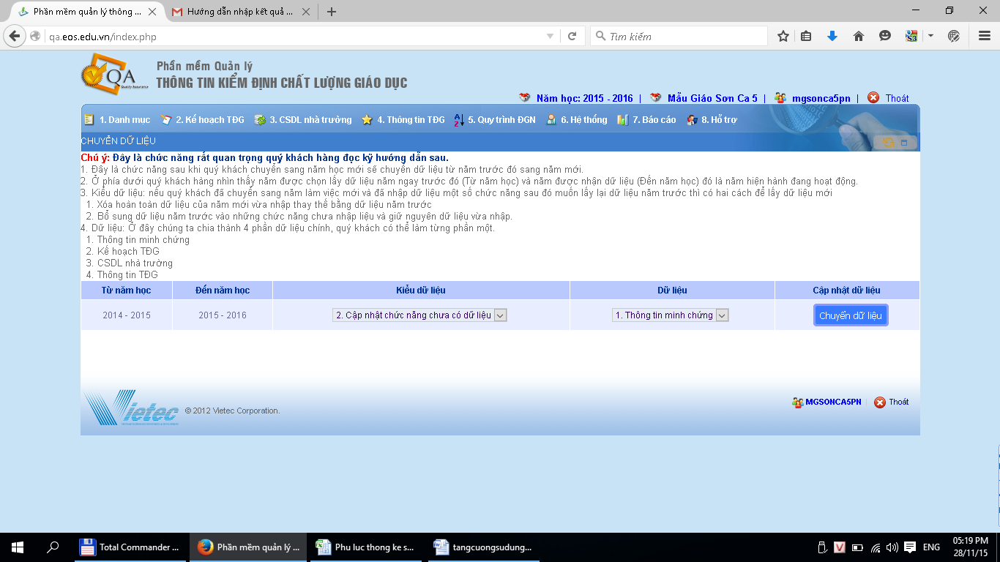 Phần mềm quản lý thông ...
Hướng dẫn nhập kết quả ...
qa.eos.edu.vn/index.php
Tìm kiếm
QA
Phần mềm Quản lý
THÔNG TIN KIỂM ĐỊNH CHẤT LƯỢNG GIÁO DỤC
Năm học: 2015 - 2016 | Mẫu Giáo Sơn Ca 5 | mgsonca5pn | Thoát
1. Danh mục 2. Kế hoạch TĐG 3. CSDL nhà trường 4. Thông tin TĐG 5. Quy trình ĐGN 6. Hệ thống 7. Báo cáo 8. Hỗ trợ
CHUYỂN DỮ LIỆU
Chú ý: Đây là chức năng rất quan trọng quý khách hàng đọc kỹ hướng dẫn sau.
1. Đây là chức năng sau khi quý khách chuyển sang năm học mới sẽ chuyển dữ liệu từ năm trước đó sang năm mới.
2. Ở phía dưới quý khách hàng nhìn thấy năm được chọn lấy dữ liệu năm ngay trước đó (Từ năm học) và năm được nhận dữ liệu (Đến năm học) đó là năm hiện hành đang hoạt động.
3. Kiểu dữ liệu: nếu quý khách đã chuyển sang năm làm việc mới và đã nhập dữ liệu một số chức năng sau đó muốn lấy lại dữ liệu năm trước thì có hai cách để lấy dữ liệu mới
1. Xóa hoàn toàn dữ liệu của năm mới vừa nhập thay thế bằng dữ liệu năm trước
2. Bổ sung dữ liệu năm trước vào những chức năng chưa nhập liệu và giữ nguyên dữ liệu vừa nhập.
4. Dữ liệu: Ở đây chúng ta chia thành 4 phần dữ liệu chính, quý khách có thể làm từng phần một.
1. Thông tin minh chứng
2. Kế hoạch TĐG
3. CSDL nhà trường
4. Thông tin TĐG
Từ năm học Đến năm học Kiểu dữ liệu Dữ liệu Cập nhật dữ liệu
2014 - 2015 2015 - 2016 2. Cập nhật chức năng chưa có dữ liệu 1. Thông tin minh chứng Chuyển dữ liệu
Vietec © 2012 Vietec Corporation.
MGSONCA5PN | Thoát
Total Commander ...
Phần mềm quản lý ...
Phu luc thong ke s...
tangcuongsudung...
ENG
05:19 PM
28/11/15